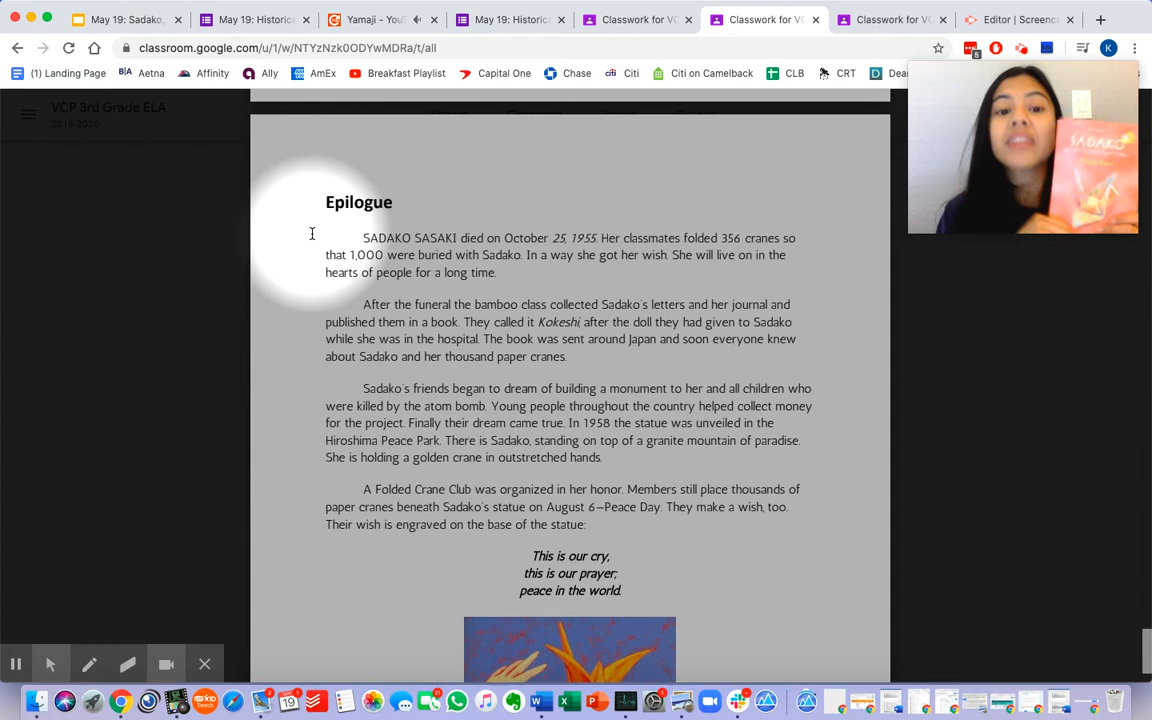 May 19: Sadako,
May 19: Historica
Yamaji - You
May 19: Historic
Classwork for VC
Classwork for VC
Classwork for VC
Editor | Screenca
classroom.google.com/u/1/w/NTYzNzk0ODYwMDRa/t/all
K
(1) Landing Page
Aetna
Affinity
Ally
AmEx
Breakfast Playlist
Capital One
Chase
Citi
Citi on Camelback
CLB
CRT
VCP 3rd Grade ELA
2019-2020
SADAKO
Epilogue
SADAKO SASAKI died on October 25, 1955. Her classmates folded 356 cranes so
that 1,000 were buried with Sadako. In a way she got her wish. She will live on in the
hearts of people for a long time.
After the funeral the bamboo class collected Sadako's letters and her journal and
published them in a book. They called it Kokeshi, after the doll they had given to Sadako
while she was in the hospital. The book was sent around Japan and soon everyone knew
about Sadako and her thousand paper cranes.
Sadako's friends began to dream of building a monument to her and all children who
were killed by the atom bomb. Young people throughout the country helped collect money
for the project. Finally their dream came true. In 1958 the statue was unveiled in the
Hiroshima Peace Park. There is Sadako, standing on top of a granite mountain of paradise.
She is holding a golden crane in outstretched hands.
A Folded Crane Club was organized in her honor. Members still place thousands of
paper cranes beneath Sadako's statue on August 6—Peace Day. They make a wish, too.
Their wish is engraved on the base of the statue:
This is our cry,
this is our prayer;
peace in the world.